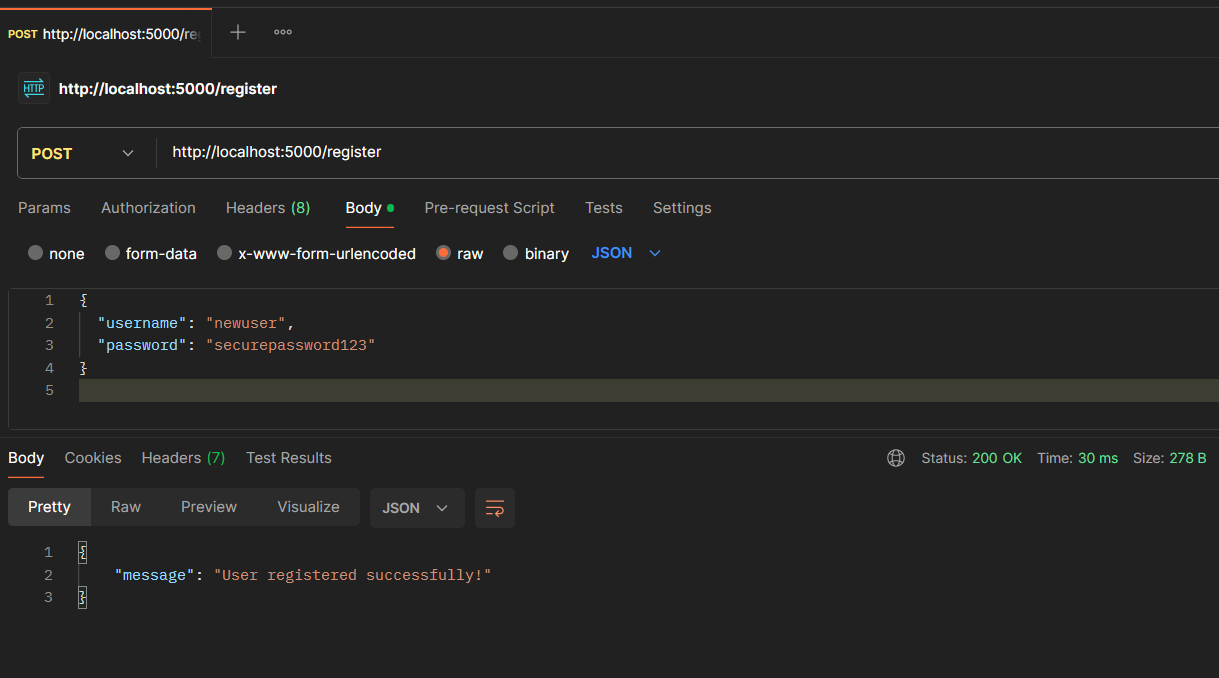 POST http://localhost:5000/re
HTTP http://localhost:5000/register
POST http://localhost:5000/register
Params Authorization Headers (8) Body Pre-request Script Tests Settings
none form-data x-www-form-urlencoded raw binary JSON
1 {
2 "username": "newuser",
3 "password": "securepassword123"
4 }
5
Body Cookies Headers (7) Test Results Status: 200 OK Time: 30 ms Size: 278 B
Pretty Raw Preview Visualize JSON
1 {
2 "message": "User registered successfully!"
3 }